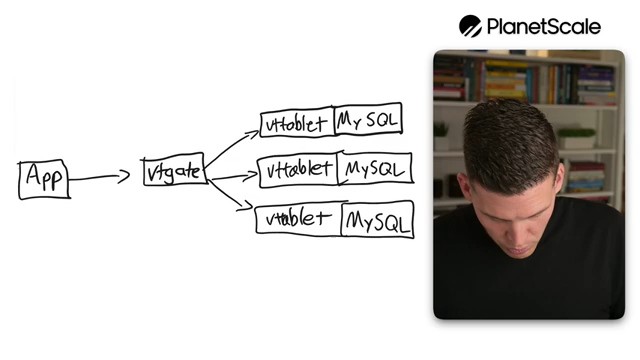 PlanetScale
App
vtgate
vttablet MySQL
vttablet MySQL
vttablet MySQL